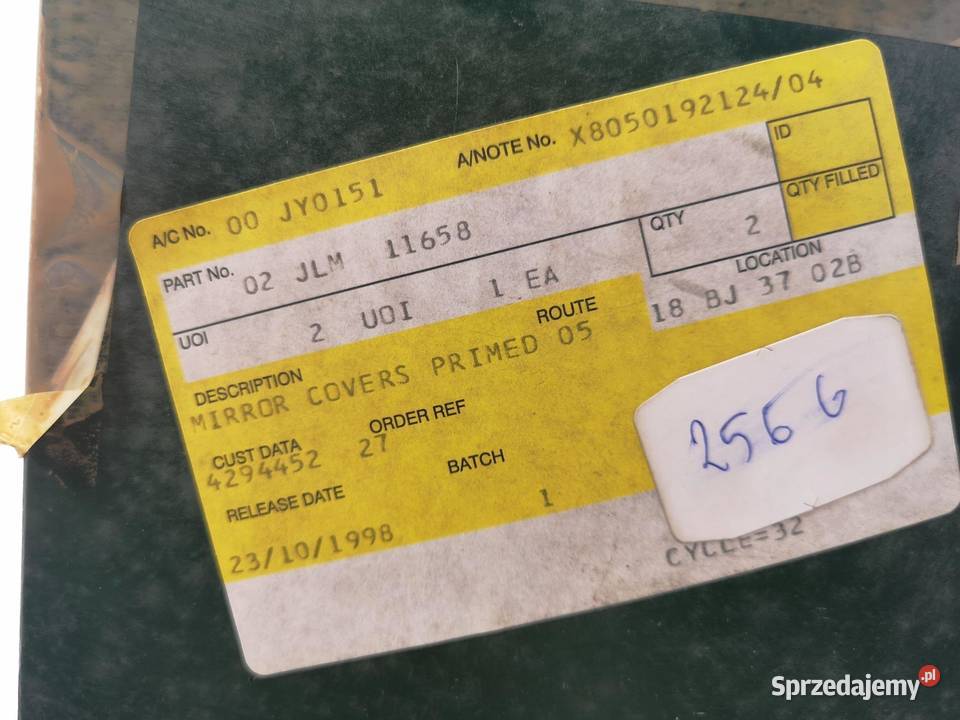 A/C No. 00 JY0151 A/NOTE No. X8050192124/04
PART No. 02 JLM 11658
ID
QTY FILLED
UOI 2 UOI 1 EA
QTY 2
LOCATION
18 BJ 37 02B
DESCRIPTION ROUTE
MIRROR COVERS PRIMED 05
CUST DATA ORDER REF
4294452 27
RELEASE DATE BATCH
23/10/1998 1
2566
CYCLE=32
Sprzedajemy.pl